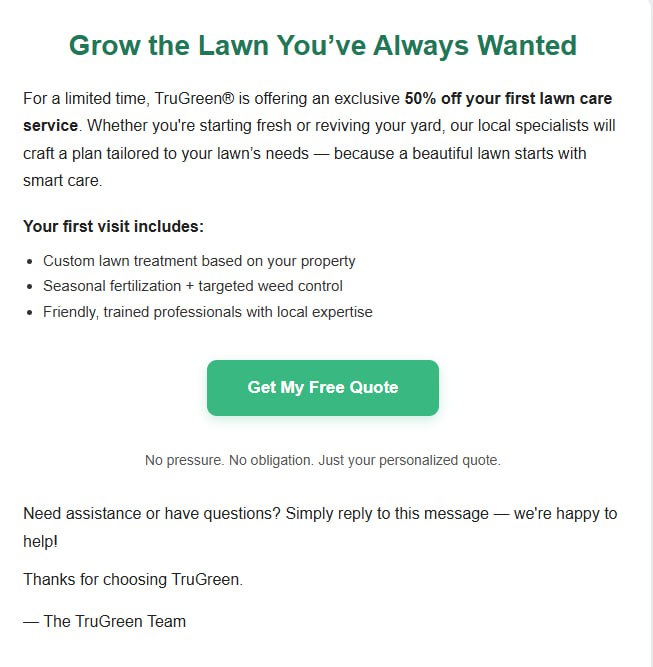 Grow the Lawn You’ve Always Wanted
For a limited time, TruGreen® is offering an exclusive 50% off your first lawn care
service. Whether you're starting fresh or reviving your yard, our local specialists will
craft a plan tailored to your lawn’s needs — because a beautiful lawn starts with
smart care.
Your first visit includes:
• Custom lawn treatment based on your property
• Seasonal fertilization + targeted weed control
• Friendly, trained professionals with local expertise
Get My Free Quote
No pressure. No obligation. Just your personalized quote.
Need assistance or have questions? Simply reply to this message — we're happy to
help!
Thanks for choosing TruGreen.
— The TruGreen Team